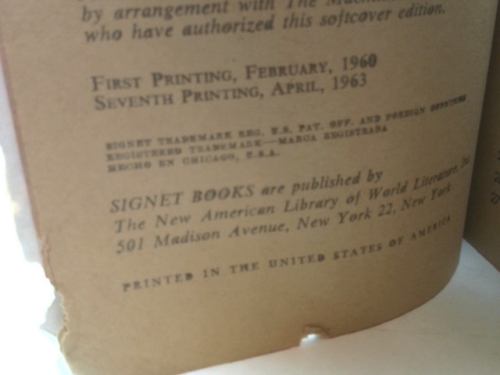 by arrangement with The
who have authorized this softcover edition.
FIRST PRINTING, FEBRUARY, 1960
SEVENTH PRINTING, APRIL, 1963
SIGNET TRADEMARK REG. U.S. PAT. OFF. AND FOREIGN COUNTRIES
REGISTERED TRADEMARK—MARCA REGISTRADA
HECHO EN CHICAGO, U.S.A.
SIGNET BOOKS are published by
The New American Library of World Literature, Inc.
501 Madison Avenue, New York 22, New York
PRINTED IN THE UNITED STATES OF AMERICA